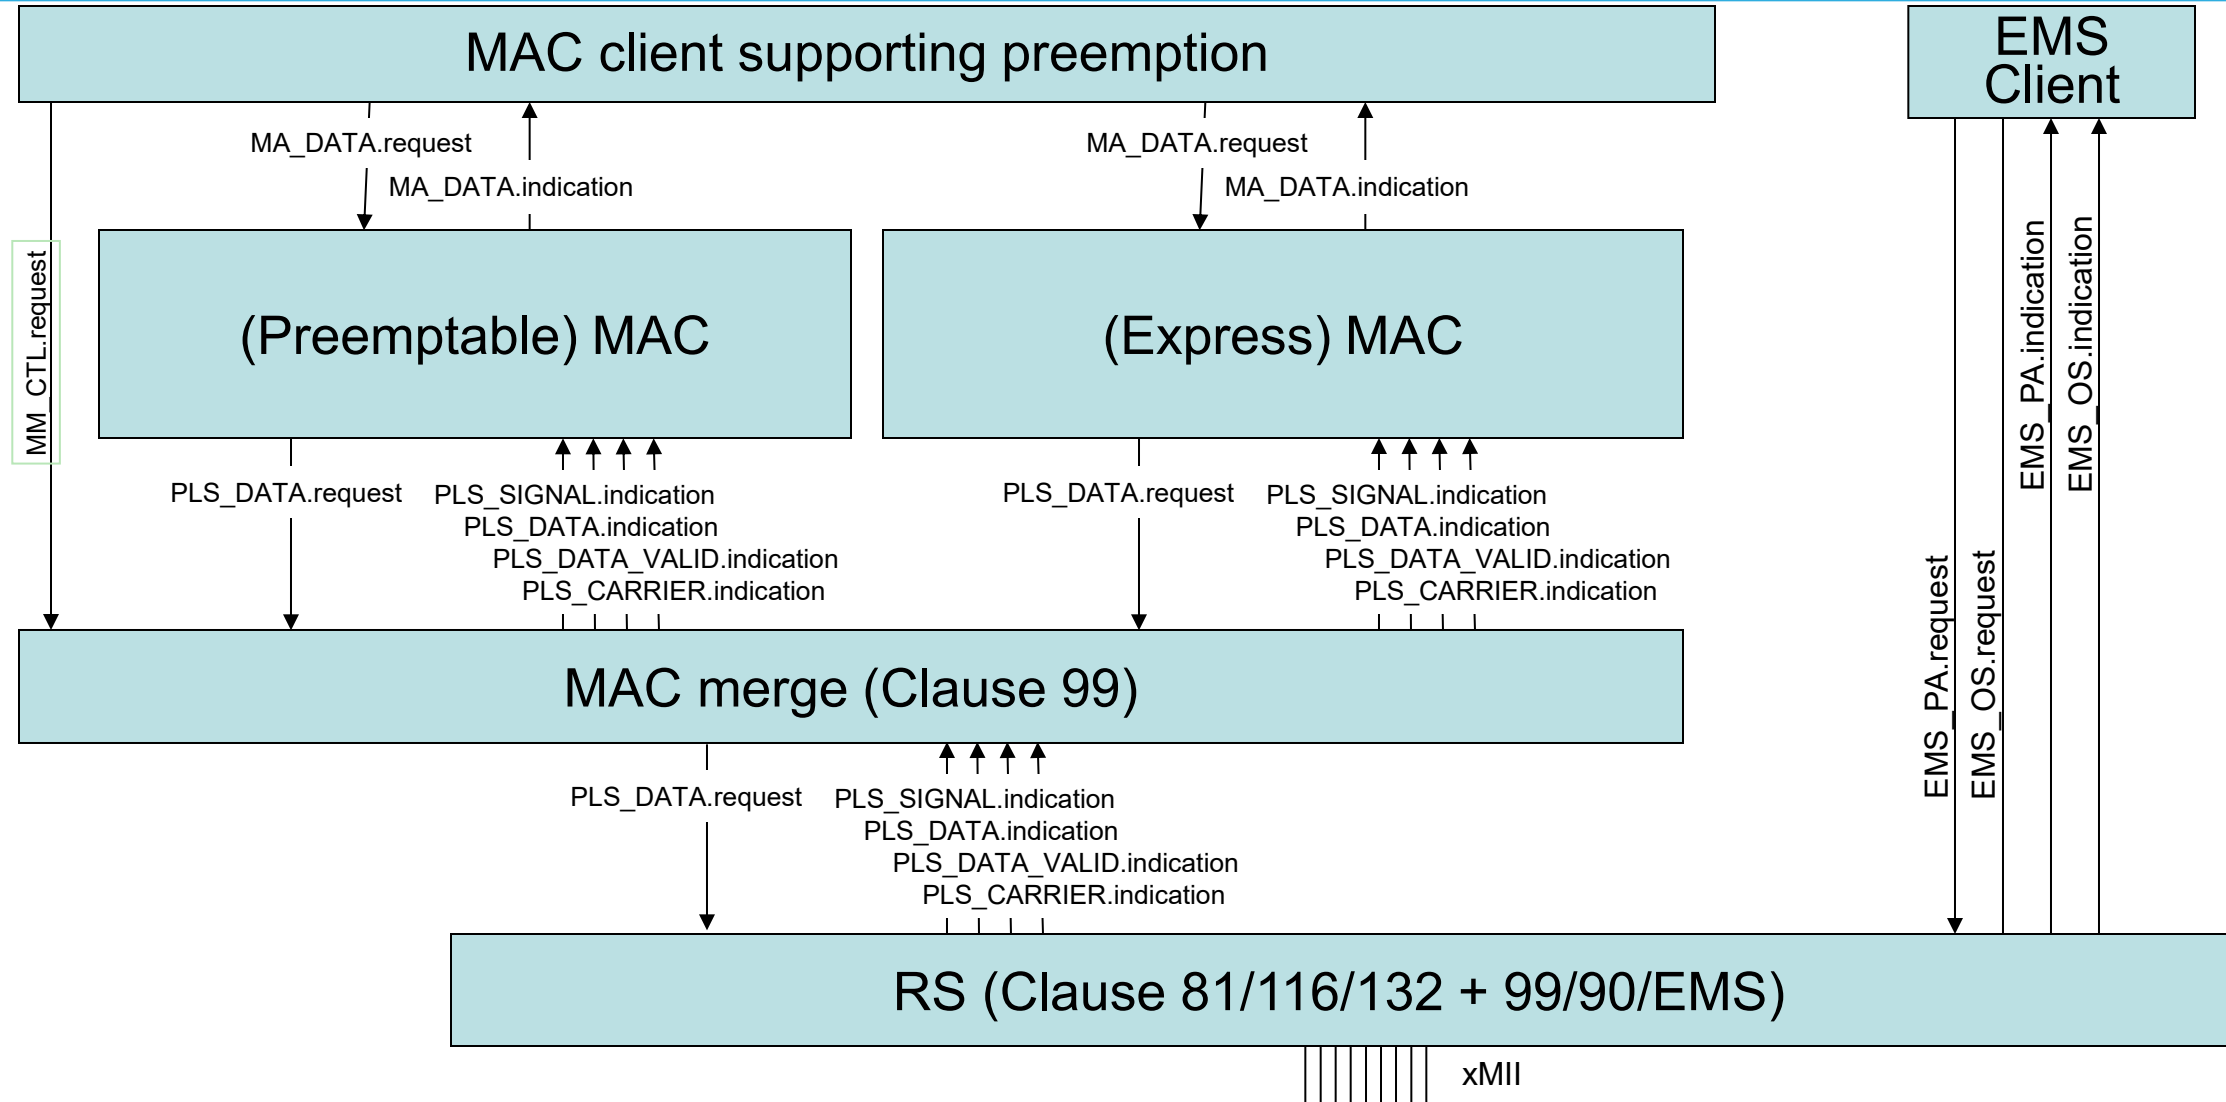 MAC client supporting preemption
EMS
Client
MA_DATA.request
MA_DATA.indication
MA_DATA.request
MA_DATA.indication
MM_CTL.request
(Preemptable) MAC
(Express) MAC
EMS_PA.request
EMS_OS.request
EMS_PA.indication
EMS_OS.indication
PLS_DATA.request
PLS_SIGNAL.indication
PLS_DATA.indication
PLS_DATA_VALID.indication
PLS_CARRIER.indication
PLS_DATA.request
PLS_SIGNAL.indication
PLS_DATA.indication
PLS_DATA_VALID.indication
PLS_CARRIER.indication
MAC merge (Clause 99)
PLS_DATA.request
PLS_SIGNAL.indication
PLS_DATA.indication
PLS_DATA_VALID.indication
PLS_CARRIER.indication
RS (Clause 81/116/132 + 99/90/EMS)
xMII